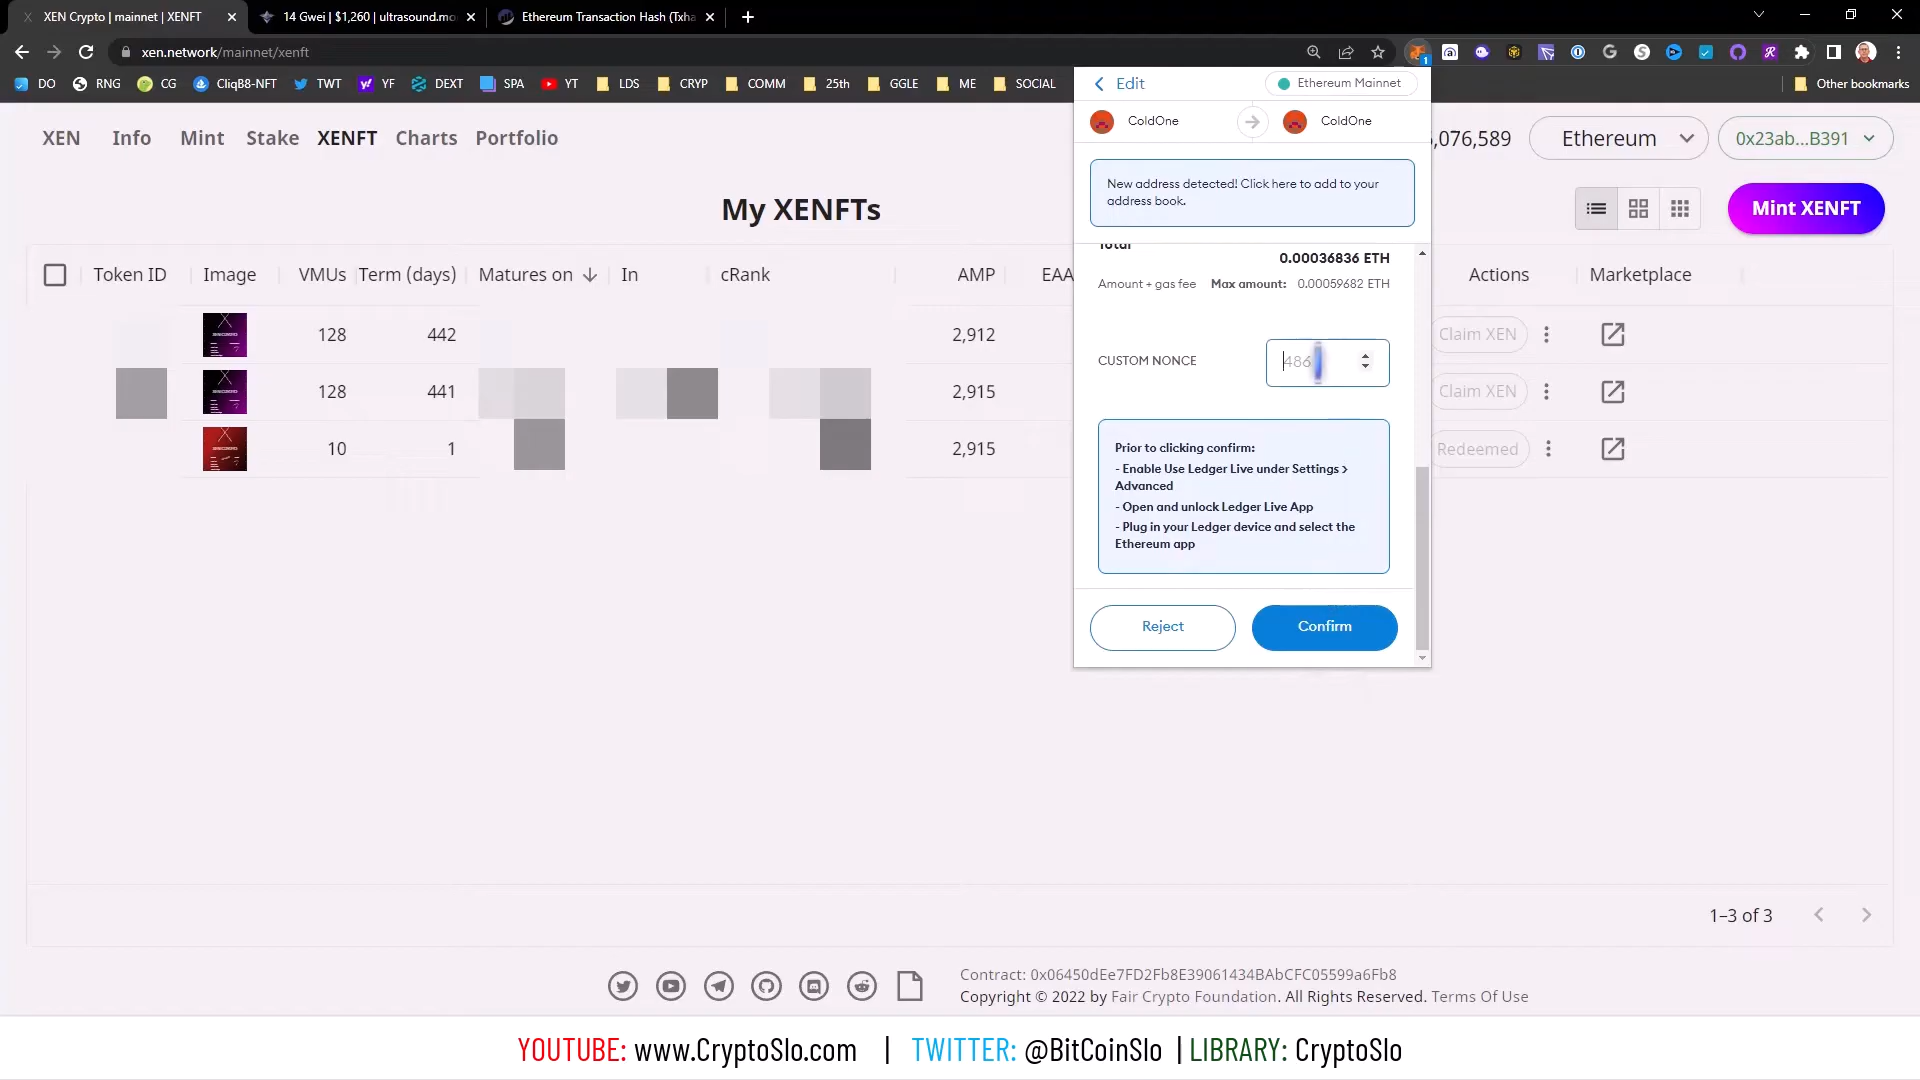 XEN Crypto | mainnet | XENFT
14 Gwei | $1,260 | ultrasound.mo
Ethereum Transaction Hash (Txha
xen.network/mainnet/xenft
1
DO RNG CG CliqB8-NFT TWT YF DEXT SPA YT LDS CRYP COMM 25th GGLE ME SOCIAL Other bookmarks
XEN Info Mint Stake XENFT Charts Portfolio
,076,589 Ethereum 0x23ab...B391
My XENFTs
Mint XENFT
Token ID Image VMUs Term (days) Matures on In cRank AMP EAA Actions Marketplace
128 442 2,912 Claim XEN
128 441 2,915 Claim XEN
10 1 2,915 Redeemed
Edit Ethereum Mainnet
ColdOne ColdOne
New address detected! Click here to add to your
address book.
Total
0.00036836 ETH
Amount + gas fee Max amount: 0.00059682 ETH
CUSTOM NONCE 486
Prior to clicking confirm:
- Enable Use Ledger Live under Settings >
Advanced
- Open and unlock Ledger Live App
- Plug in your Ledger device and select the
Ethereum app
Reject Confirm
1–3 of 3
Contract: 0x06450dEe7FD2Fb8E39061434BAbCFC05599a6Fb8
Copyright © 2022 by Fair Crypto Foundation. All Rights Reserved. Terms Of Use
YOUTUBE: www.CryptoSlo.com | TWITTER: @BitCoinSlo | LIBRARY: CryptoSlo